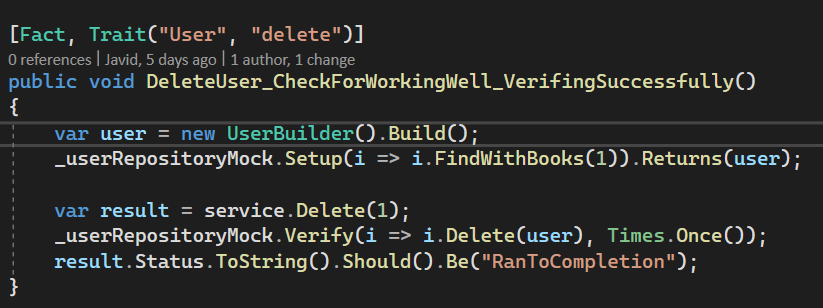 [Fact, Trait("User", "delete")]
0 references | Javid, 5 days ago | 1 author, 1 change
public void DeleteUser_CheckForWorkingWell_VerifingSuccessfully()
{
var user = new UserBuilder().Build();
_userRepositoryMock.Setup(i => i.FindWithBooks(1)).Returns(user);
var result = service.Delete(1);
_userRepositoryMock.Verify(i => i.Delete(user), Times.Once());
result.Status.ToString().Should().Be("RanToCompletion");
}